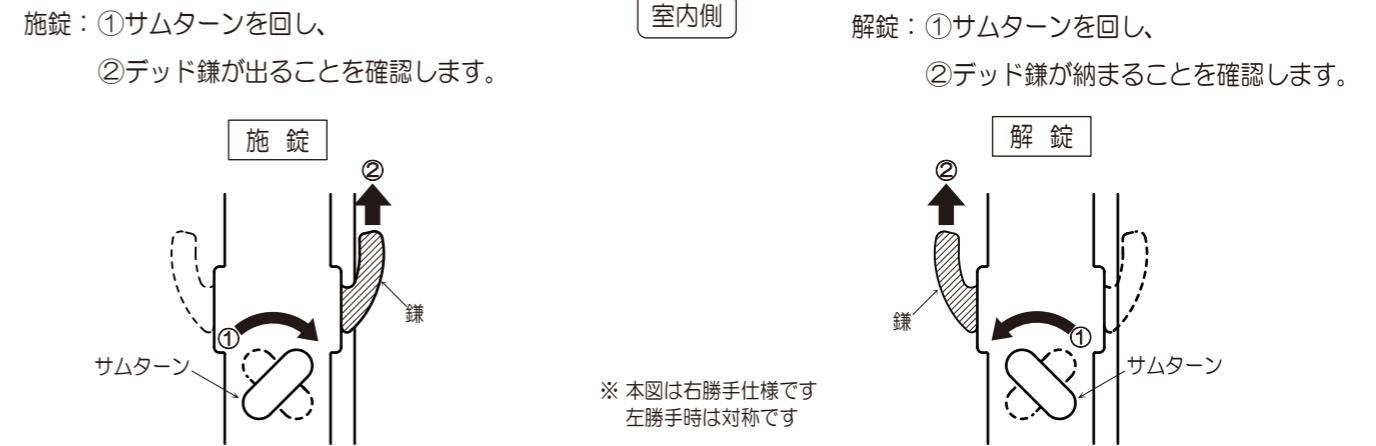 施錠：①サムターンを回し、
②デッド鎌が出ることを確認します。
室内側
解錠：①サムターンを回し、
②デッド鎌が納まることを確認します。
施 錠
②
鎌
①
サムターン
※ 本図は右勝手仕様です
左勝手時は対称です
解 錠
②
鎌
①
サムターン